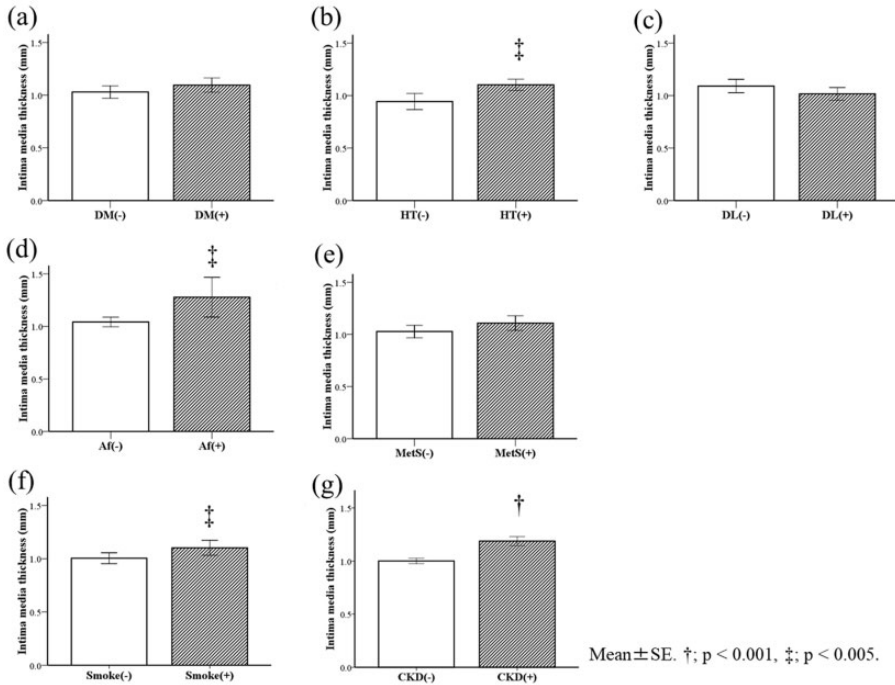 (a)
Intima media thickness (mm)
1.5
1.0
0.5
0.0
DM(-) DM(+)
(b)
‡
Intima media thickness (mm)
1.5
1.0
0.5
0.0
HT(-) HT(+)
(c)
Intima media thickness (mm)
1.5
1.0
0.5
0.0
DL(-) DL(+)
(d)
‡
Intima media thickness (mm)
1.5
1.0
0.5
0.0
Af(-) Af(+)
(e)
Intima media thickness (mm)
1.5
1.0
0.5
0.0
MetS(-) MetS(+)
(f)
‡
Intima media thickness (mm)
1.5
1.0
0.5
0.0
Smoke(-) Smoke(+)
(g)
†
Intima media thickness (mm)
1.5
1.0
0.5
0.0
CKD(-) CKD(+)
Mean±SE. †; p < 0.001, ‡; p < 0.005.